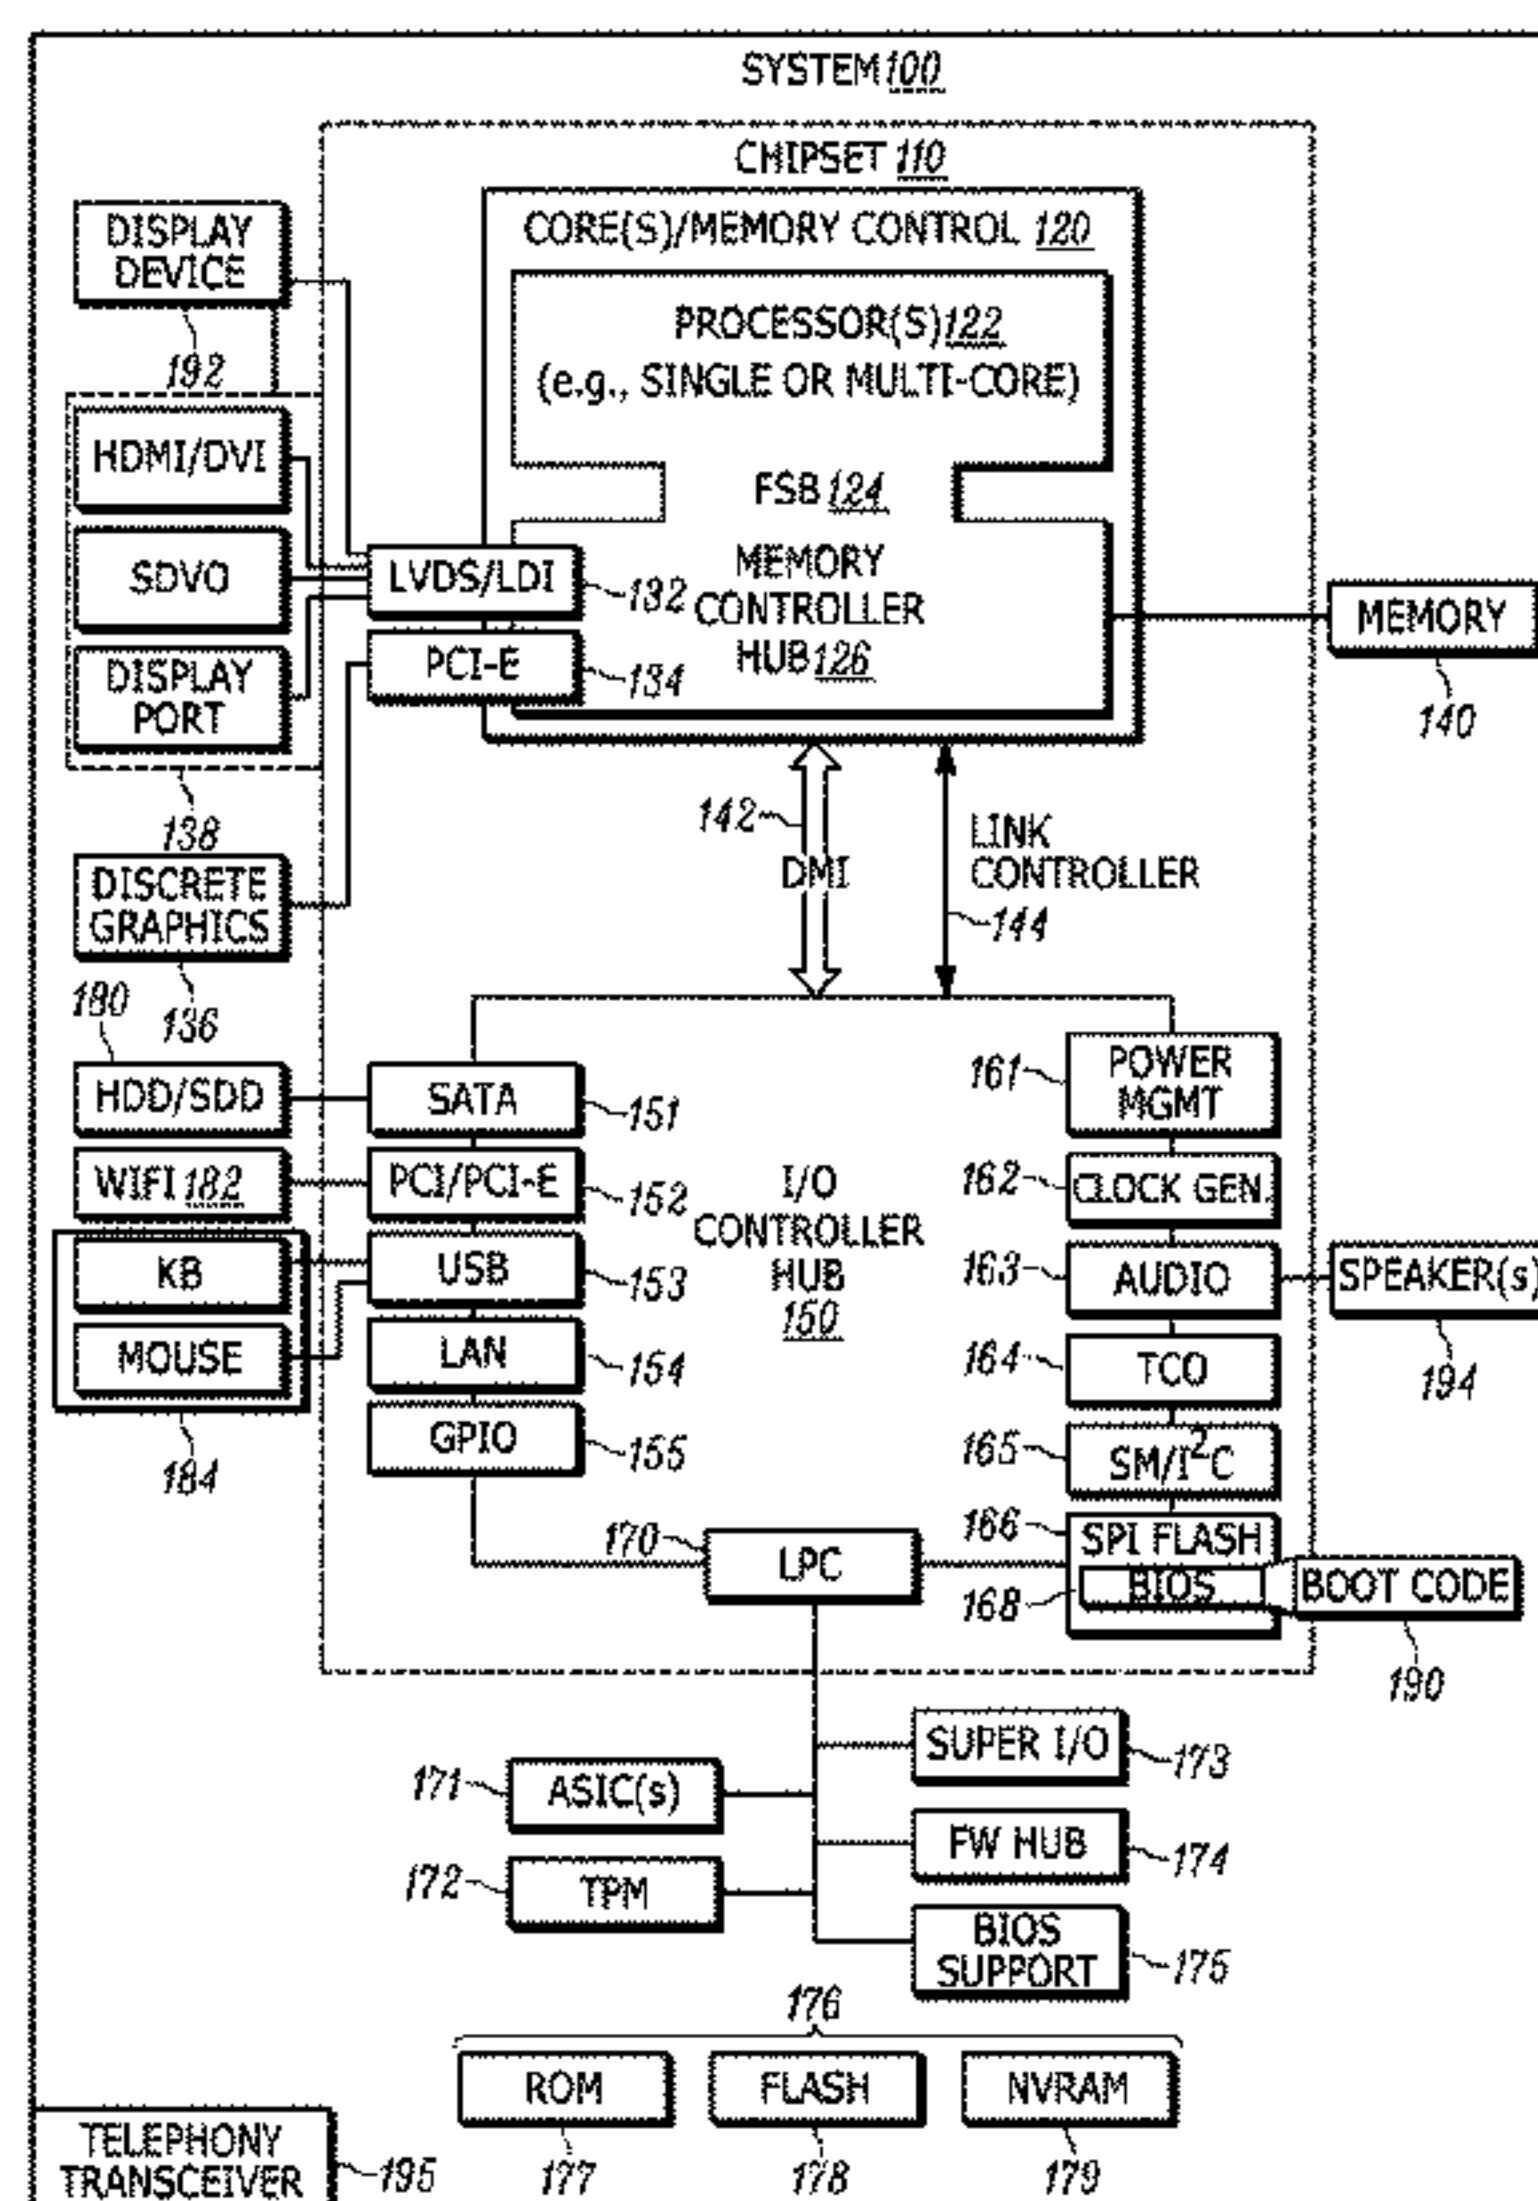 SYSTEM 100
CHIPSET 110
CORE(S)/MEMORY CONTROL 120
PROCESSOR(S) 122
(e.g., SINGLE OR MULTI-CORE)
FSB 124
MEMORY
CONTROLLER
HUB 126
DISPLAY
DEVICE
192
HDMI/DVI
SDVO
DISPLAY
PORT
138
LVDS/LDI
132
PCI-E
134
MEMORY
140
DISCRETE
GRAPHICS
136
142
DMI
LINK
CONTROLLER
144
180
HDD/SDD
WIFI 182
KB
MOUSE
184
SATA
151
PCI/PCI-E
152
USB
153
LAN
154
GPIO
155
I/O
CONTROLLER
HUB
150
161
POWER
MGMT
162
CLOCK GEN.
163
AUDIO
164
TCO
165
SM/I²C
166
SPI FLASH
168
BIOS
SPEAKER(s)
194
BOOT CODE
190
170
LPC
171
ASIC(s)
172
TPM
SUPER I/O
173
FW HUB
174
BIOS
SUPPORT
175
176
ROM
177
FLASH
178
NVRAM
179
TELEPHONY
TRANSCEIVER
195